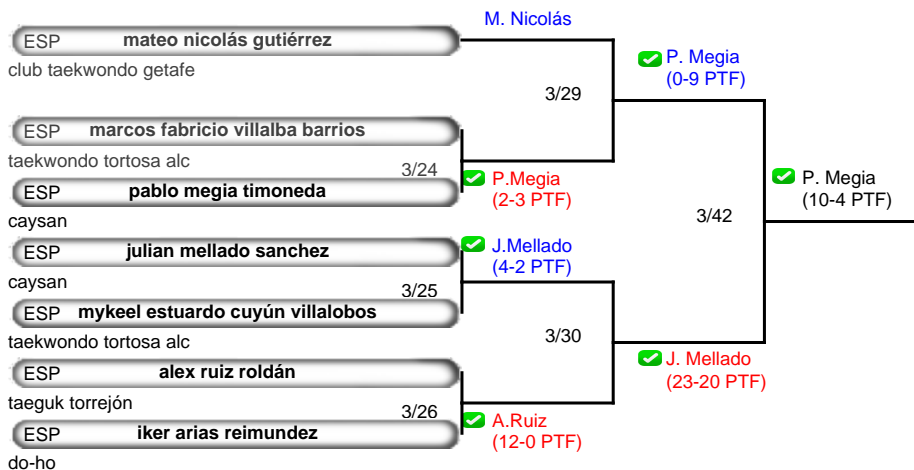 M. Nicolás
ESP mateo nicolás gutiérrez
club taekwondo getafe
P. Megia
(0-9 PTF)
3/29
ESP marcos fabricio villalba barrios
taekwondo tortosa alc
3/24
ESP pablo megia timoneda
caysan
P.Megia
(2-3 PTF)
P. Megia
(10-4 PTF)
3/42
ESP julian mellado sanchez
caysan
J.Mellado
(4-2 PTF)
3/25
ESP mykeel estuardo cuyún villalobos
taekwondo tortosa alc
3/30
ESP alex ruiz roldán
taeguk torrejón
J. Mellado
(23-20 PTF)
3/26
ESP iker arias reimundez
do-ho
A.Ruiz
(12-0 PTF)